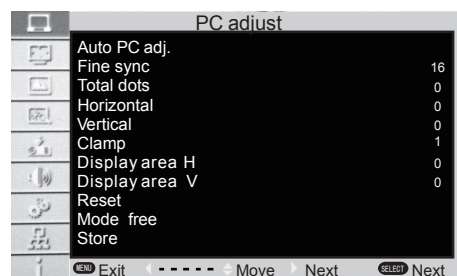 PC adjust
Auto PC adj.
Fine sync 16
Total dots 0
Horizontal 0
Vertical 0
Clamp 1
Display area H 0
Display area V 0
Reset
Mode free
Store
MENU Exit ----- Move Next SELECT Next